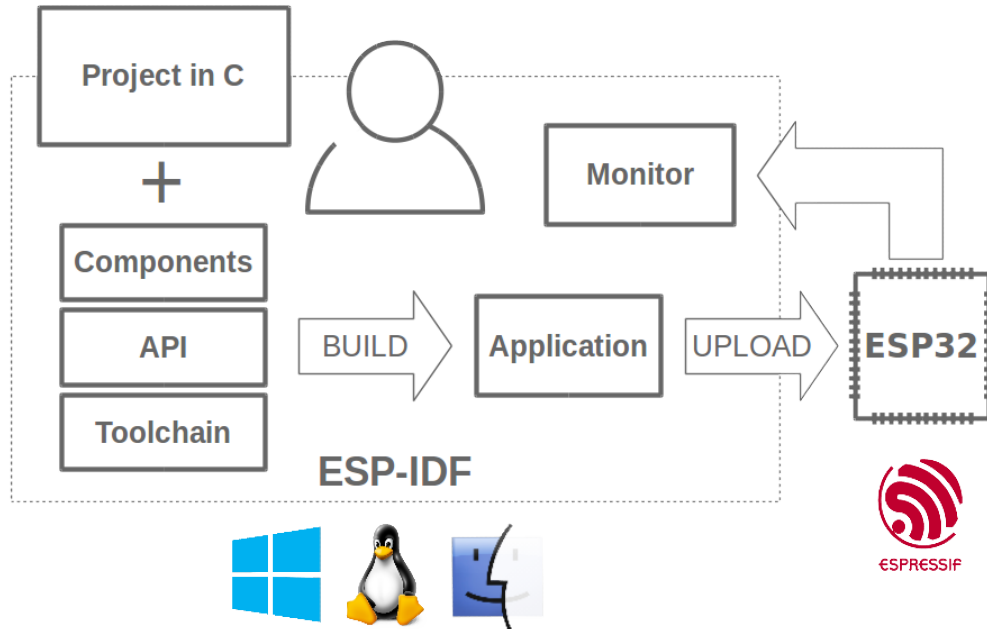 Project in C
+
Components
API
Toolchain
BUILD
Application
UPLOAD
Monitor
ESP32
ESP-IDF
ESPRESSIF